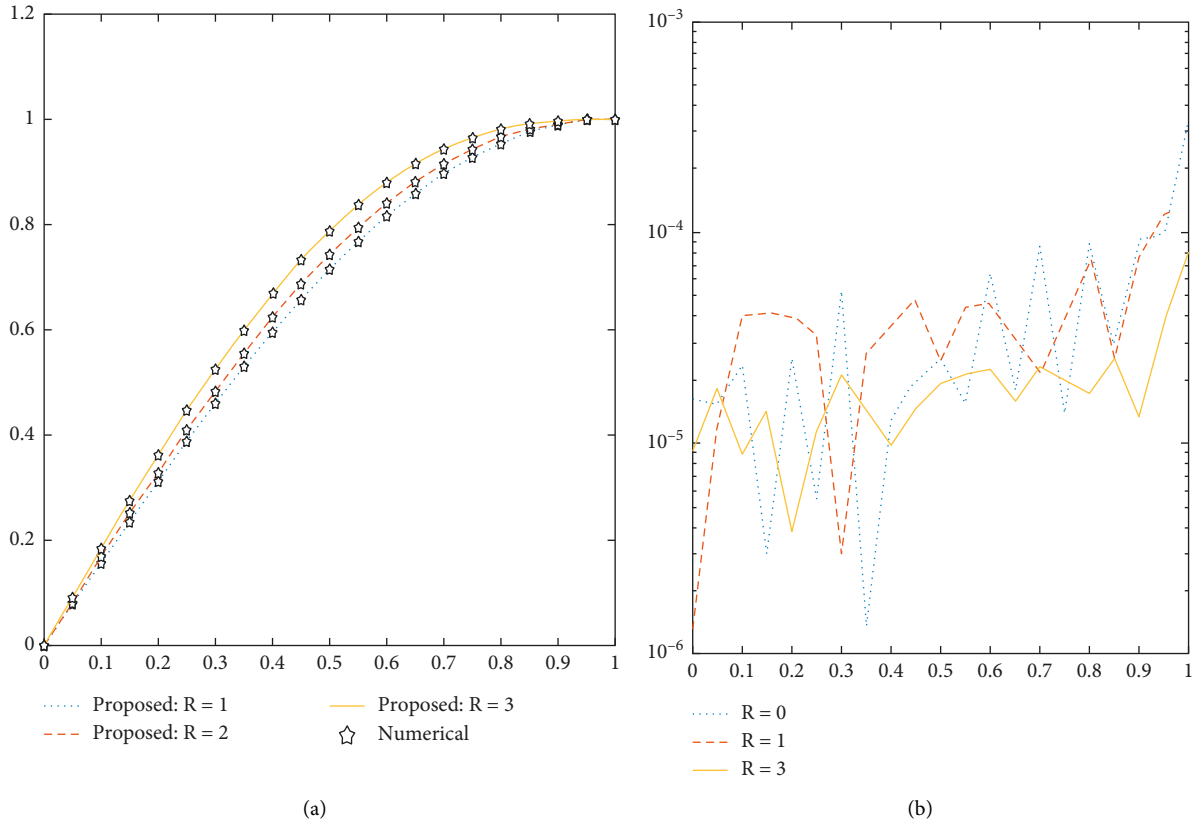 1.2
1
0.8
0.6
0.4
0.2
0
0 0.1 0.2 0.3 0.4 0.5 0.6 0.7 0.8 0.9 1
Proposed: R = 1
Proposed: R = 2
Proposed: R = 3
Numerical
(a)
10–3
10–4
10–5
10–6
0 0.1 0.2 0.3 0.4 0.5 0.6 0.7 0.8 0.9 1
R = 0
R = 1
R = 3
(b)